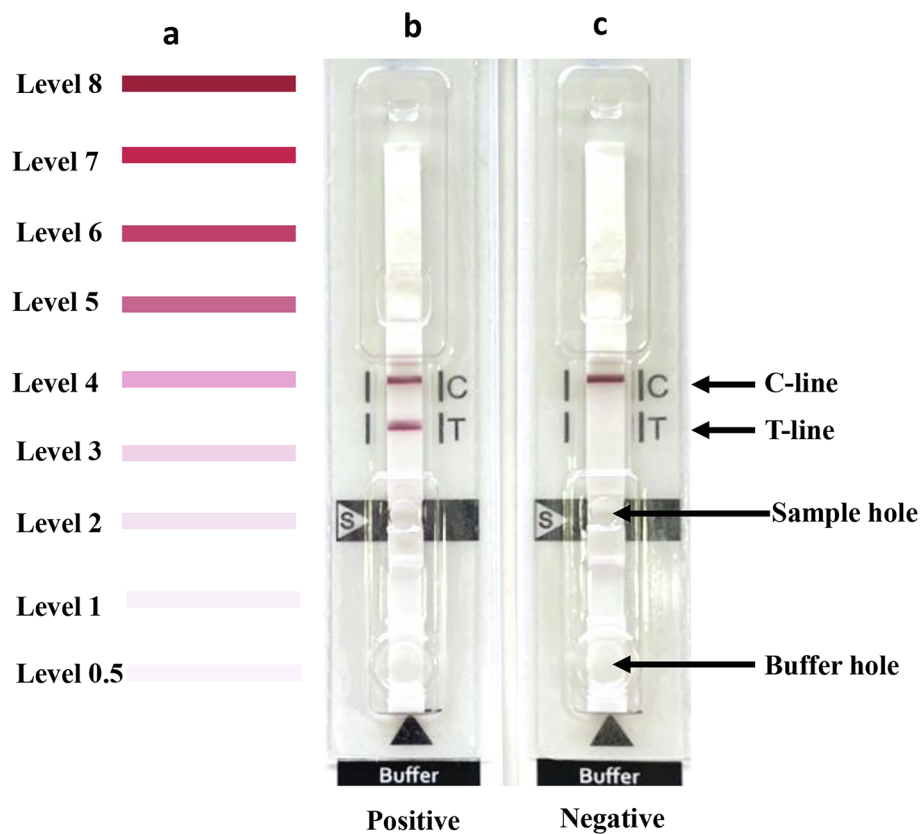 a
b
c
Level 8
Level 7
Level 6
Level 5
Level 4
Level 3
Level 2
Level 1
Level 0.5
C
T
S
Buffer
Positive
C
T
S
Buffer
Negative
C-line
T-line
Sample hole
Buffer hole